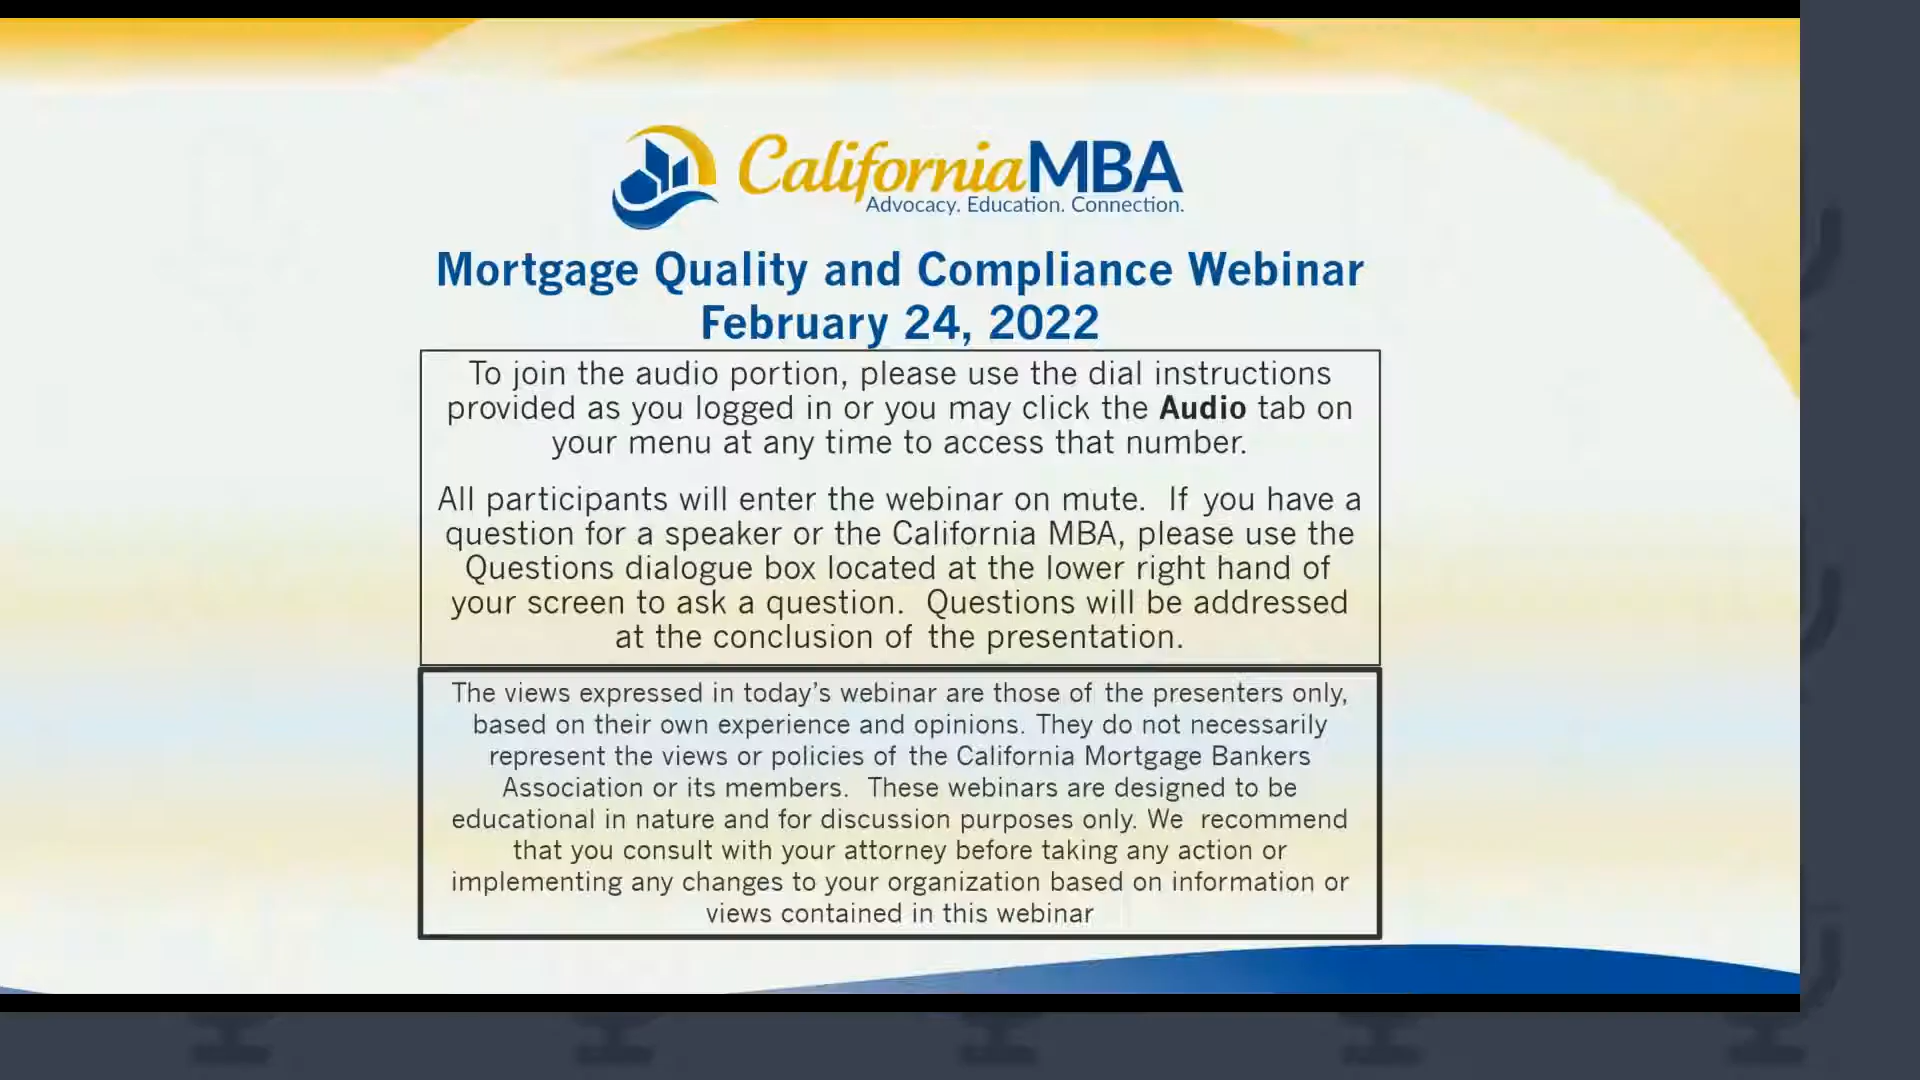 CaliforniaMBA
Advocacy. Education. Connection.
Mortgage Quality and Compliance Webinar
February 24, 2022
To join the audio portion, please use the dial instructions
provided as you logged in or you may click the Audio tab on
your menu at any time to access that number.
All participants will enter the webinar on mute.  If you have a
question for a speaker or the California MBA, please use the
Questions dialogue box located at the lower right hand of
your screen to ask a question.  Questions will be addressed
at the conclusion of the presentation.
The views expressed in today’s webinar are those of the presenters only,
based on their own experience and opinions. They do not necessarily
represent the views or policies of the California Mortgage Bankers
Association or its members.  These webinars are designed to be
educational in nature and for discussion purposes only. We  recommend
that you consult with your attorney before taking any action or
implementing any changes to your organization based on information or
views contained in this webinar